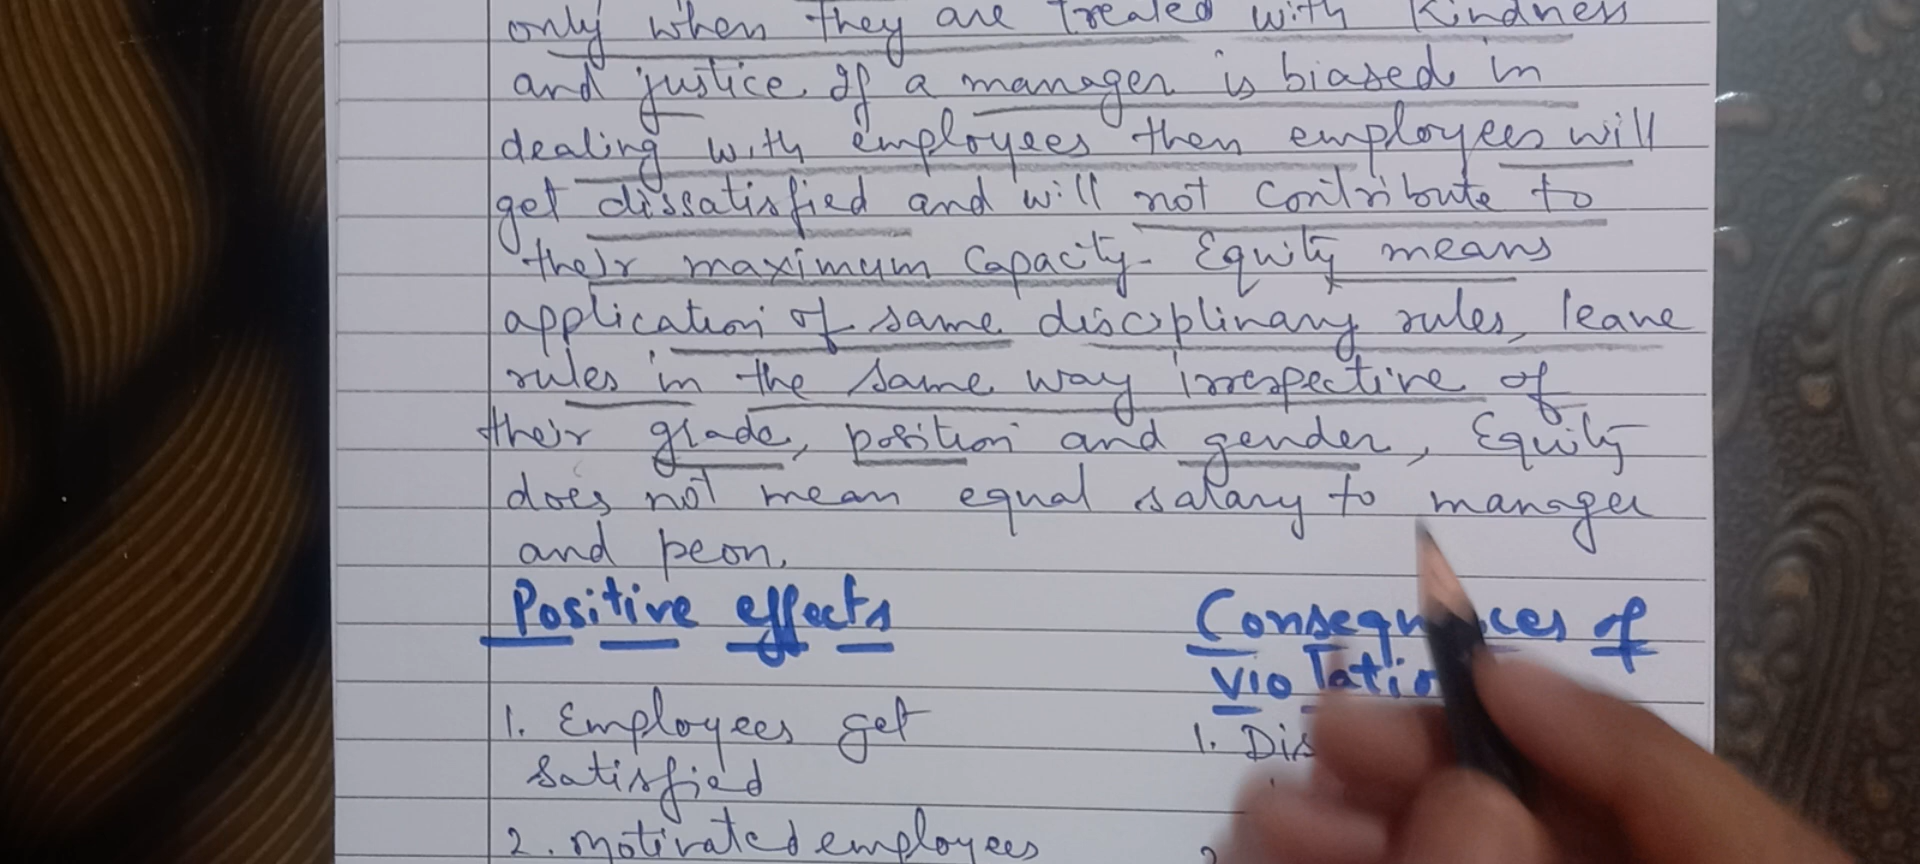 only when they are treated with Kindness
and justice. If a manager is biased in
dealing with employees then employees will
get dissatisfied and will not contribute to
their maximum capacity. Equity means
application of same disciplinary rules, leave
rules in the same way irrespective of
their grade, position and gender, Equity
does not mean equal salary to manager
and peon.
Positive effects
Consequences of
violation
1. Employees get
satisfied
1. Dis
2. motivated employees
2